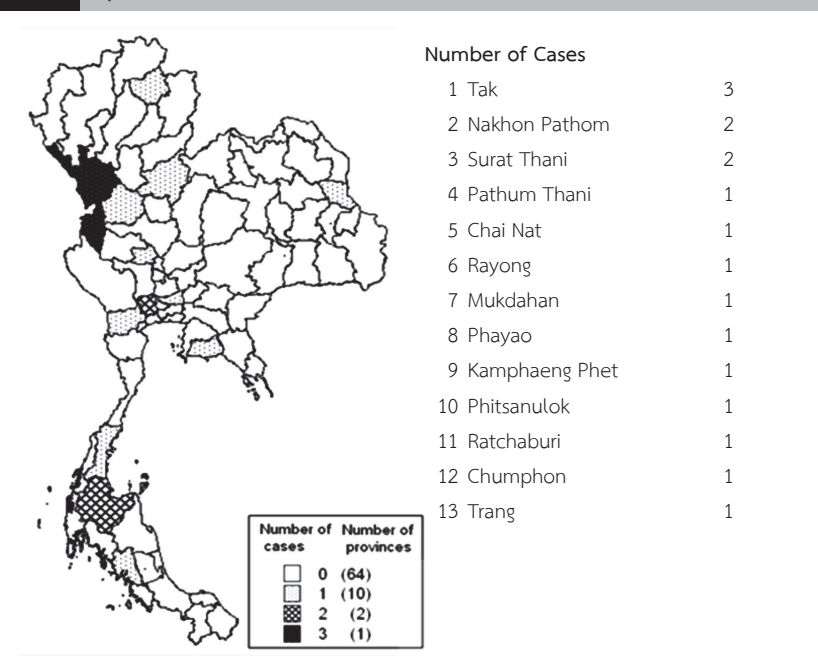 Number of Cases
1 Tak 3
2 Nakhon Pathom 2
3 Surat Thani 2
4 Pathum Thani 1
5 Chai Nat 1
6 Rayong 1
7 Mukdahan 1
8 Phayao 1
9 Kamphaeng Phet 1
10 Phitsanulok 1
11 Ratchaburi 1
12 Chumphon 1
13 Trang 1
Number of cases Number of provinces
0 (64)
1 (10)
2 (2)
3 (1)